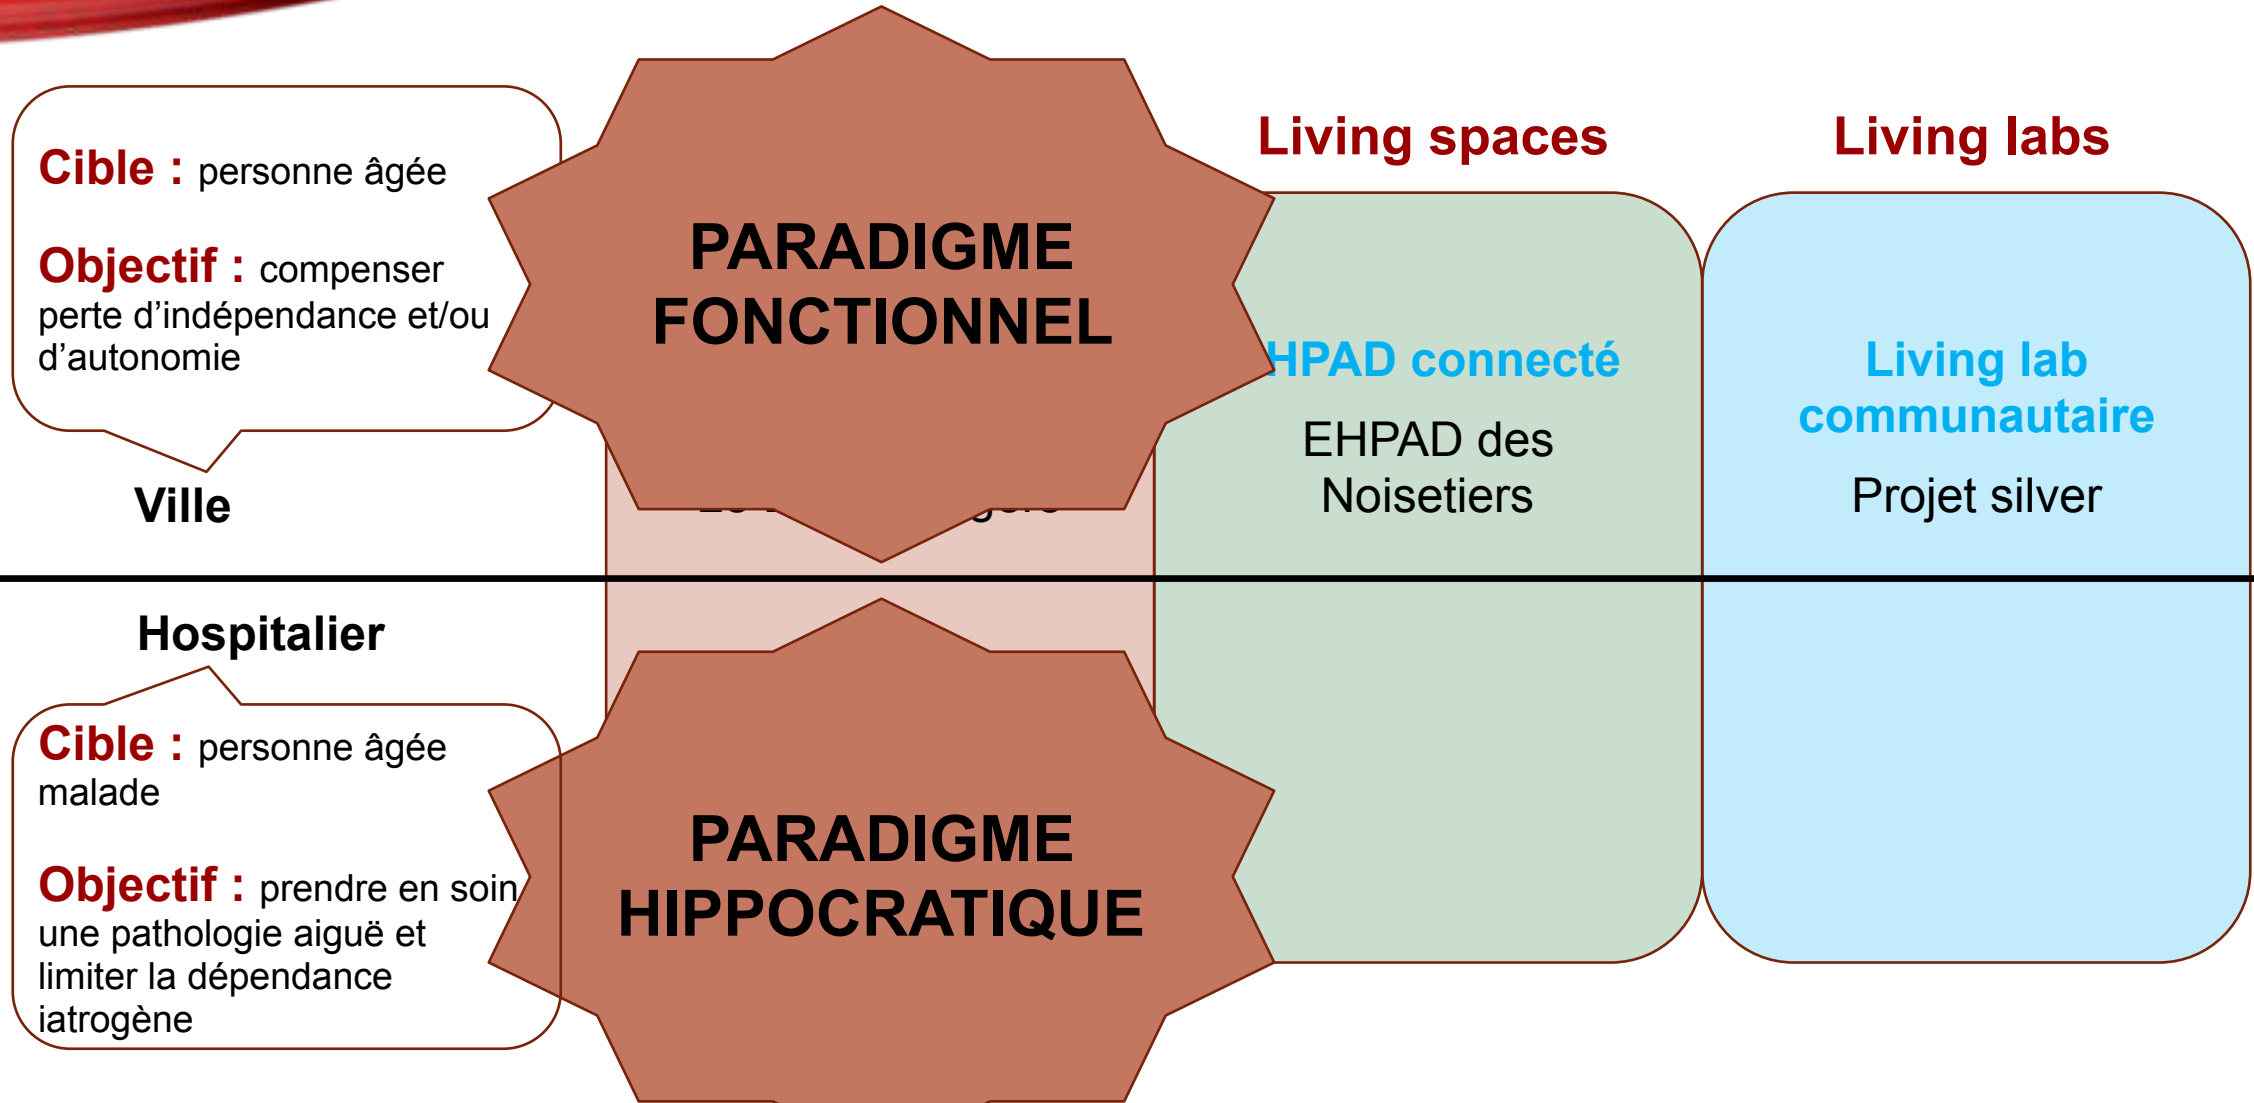 Cible : personne âgée
Objectif : compenser
perte d’indépendance et/ou
d’autonomie
Ville
PARADIGME
FONCTIONNEL
Living spaces
HPAD connecté
EHPAD des
Noisetiers
Living labs
Living lab
communautaire
Projet silver
Hospitalier
Cible : personne âgée
malade
Objectif : prendre en soin
une pathologie aiguë et
limiter la dépendance
iatrogène
PARADIGME
HIPPOCRATIQUE